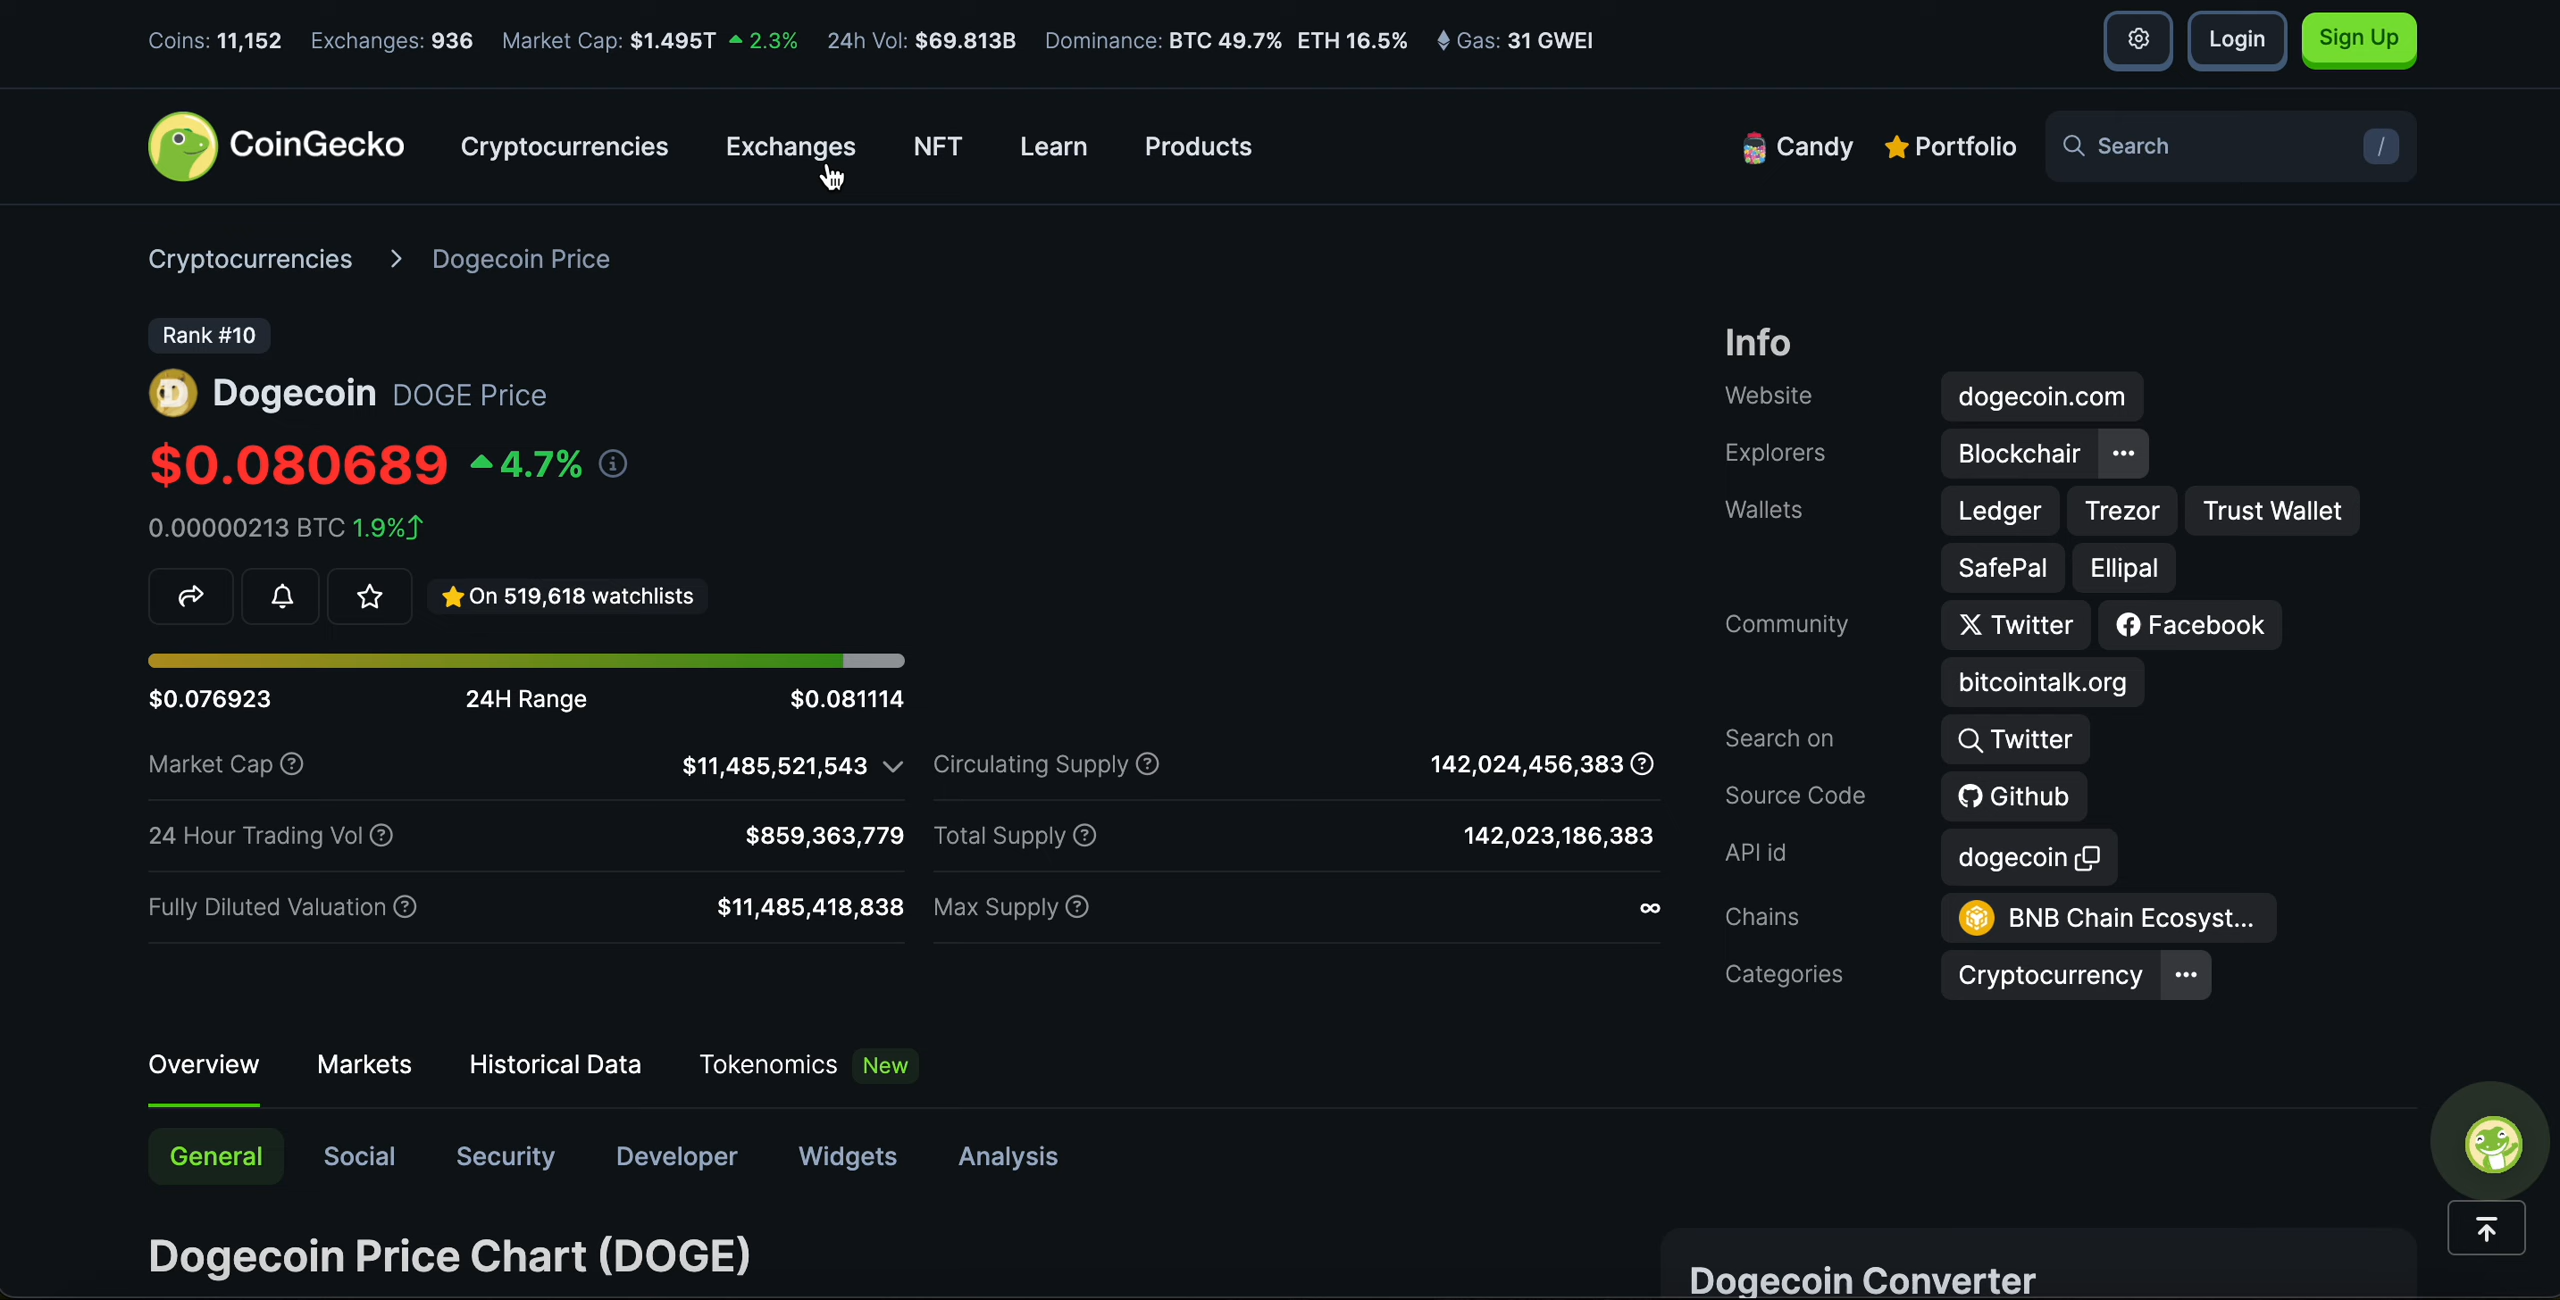 Coins: 11,152 Exchanges: 936 Market Cap: $1.495T 2.3% 24h Vol: $69.813B Dominance: BTC 49.7% ETH 16.5% Gas: 31 GWEI Login Sign Up
CoinGecko Cryptocurrencies Exchanges NFT Learn Products Candy Portfolio Search /
Cryptocurrencies > Dogecoin Price
Rank #10
Dogecoin DOGE Price
$0.080689 4.7%
0.00000213 BTC 1.9%
On 519,618 watchlists
$0.076923 24H Range $0.081114
Market Cap $11,485,521,543
24 Hour Trading Vol $859,363,779
Fully Diluted Valuation $11,485,418,838
Circulating Supply 142,024,456,383
Total Supply 142,023,186,383
Max Supply ∞
Info
Website dogecoin.com
Explorers Blockchair ...
Wallets Ledger Trezor Trust Wallet
SafePal Ellipal
Community Twitter Facebook
bitcointalk.org
Search on Twitter
Source Code Github
API id dogecoin
Chains BNB Chain Ecosyst...
Categories Cryptocurrency ...
Overview Markets Historical Data Tokenomics New
General Social Security Developer Widgets Analysis
Dogecoin Price Chart (DOGE)
Dogecoin Converter